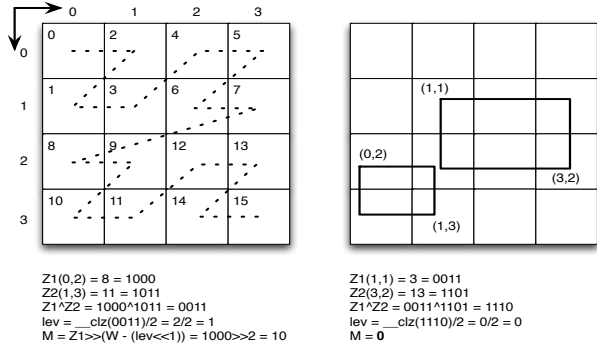 0 1 2 3
0 0 2 4 5
1 1 3 6 7
2 8 9 12 13
3 10 11 14 15
(1,1)
(0,2)
(3,2)
(1,3)
Z1(0,2) = 8 = 1000
Z2(1,3) = 11 = 1011
Z1^Z2 = 1000^1011 = 0011
lev = __clz(0011)/2 = 2/2 = 1
M = Z1>>(W - (lev<<1)) = 1000>>2 = 10
Z1(1,1) = 3 = 0011
Z2(3,2) = 13 = 1101
Z1^Z2 = 0011^1101 = 1110
lev = __clz(1110)/2 = 0/2 = 0
M = 0